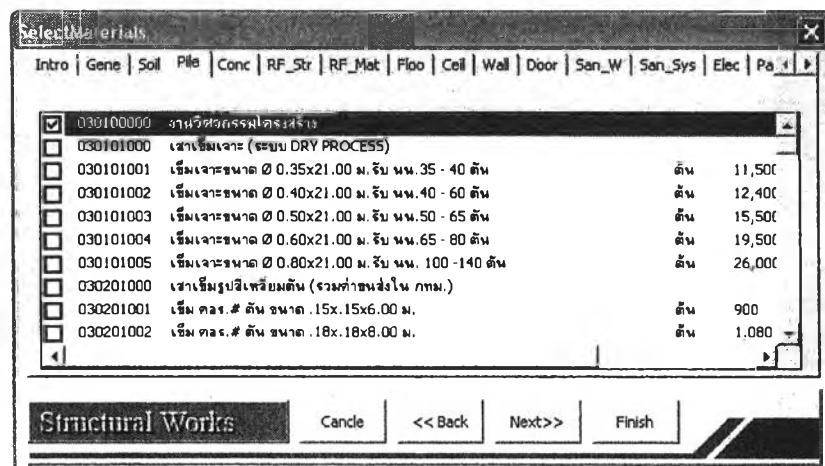 SelectMaterials
Intro Gene Soil Pile Conc RF_Str RF_Mat Floo Ceil Wall Door San_W San_Sys Elec Pa
030100000 งานวิศวกรรมโครงสร้าง
030101000 เสาเข็มเจาะ (ระบบ DRY PROCESS)
030101001 เข็มเจาะขนาด Ø 0.35x21.00 ม. รับ นน.35 - 40 ตัน ต้น 11,500
030101002 เข็มเจาะขนาด Ø 0.40x21.00 ม. รับ นน.40 - 60 ตัน ต้น 12,400
030101003 เข็มเจาะขนาด Ø 0.50x21.00 ม. รับ นน.50 - 65 ตัน ต้น 15,500
030101004 เข็มเจาะขนาด Ø 0.60x21.00 ม. รับ นน.65 - 80 ตัน ต้น 19,500
030101005 เข็มเจาะขนาด Ø 0.80x21.00 ม. รับ นน. 100 -140 ตัน ต้น 26,000
030201000 เสาเข็มรูปสี่เหลี่ยมตัน (รวมค่าขนส่งใน กทม.)
030201001 เข็ม คอร.# ตัน ขนาด .15x.15x6.00 ม. ต้น 900
030201002 เข็ม คอร.# ตัน ขนาด .18x.18x8.00 ม. ต้น 1.080
Structural Works Cancle << Back Next>> Finish